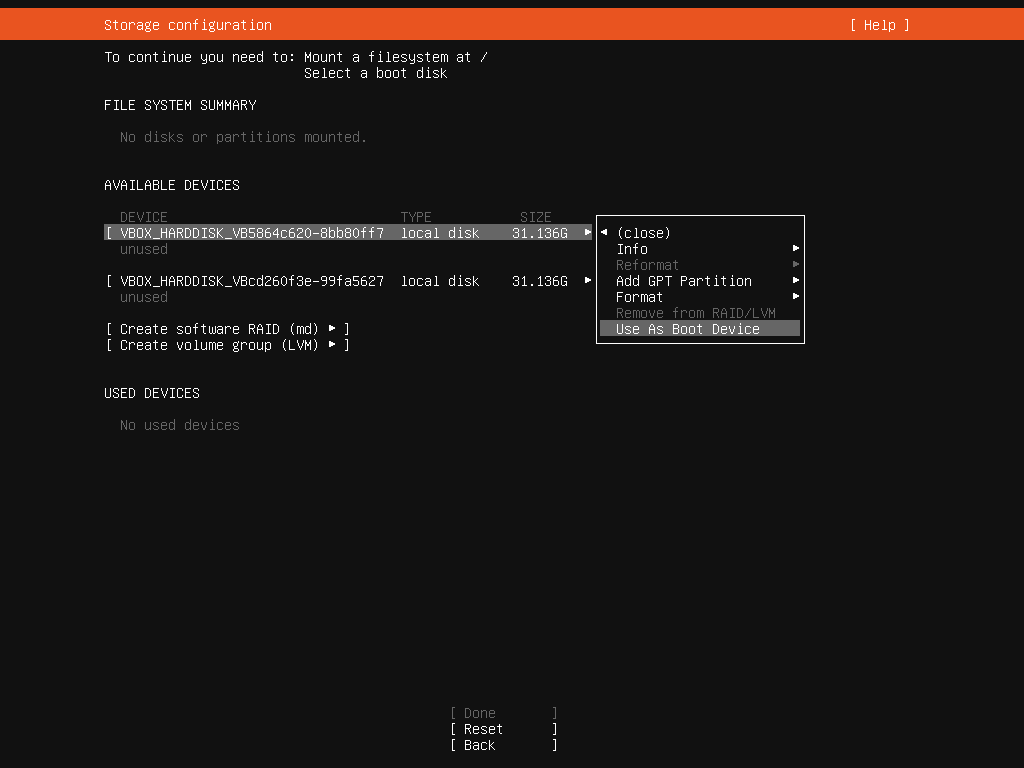 Storage configuration [ Help ]
To continue you need to: Mount a filesystem at /
Select a boot disk
FILE SYSTEM SUMMARY
No disks or partitions mounted.
AVAILABLE DEVICES
DEVICE TYPE SIZE
[ VBOX_HARDDISK_VB5864c620-8bb80ff7 local disk 31.136G ▸
unused
[ VBOX_HARDDISK_VBcd260f3e-99fa5627 local disk 31.136G ▸
unused
◂ (close)
Info ▸
Reformat ▸
Add GPT Partition ▸
Format ▸
Remove from RAID/LVM
Use As Boot Device
[ Create software RAID (md) ▸ ]
[ Create volume group (LVM) ▸ ]
USED DEVICES
No used devices
[ Done ]
[ Reset ]
[ Back ]